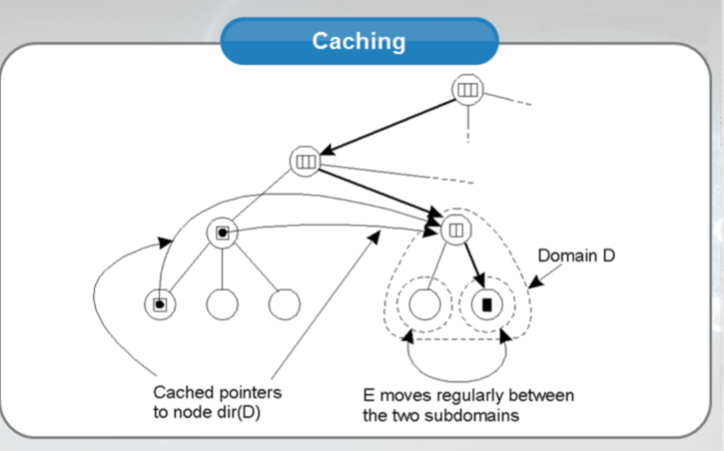 Caching
Domain D
Cached pointers
to node dir(D)
E moves regularly between
the two subdomains